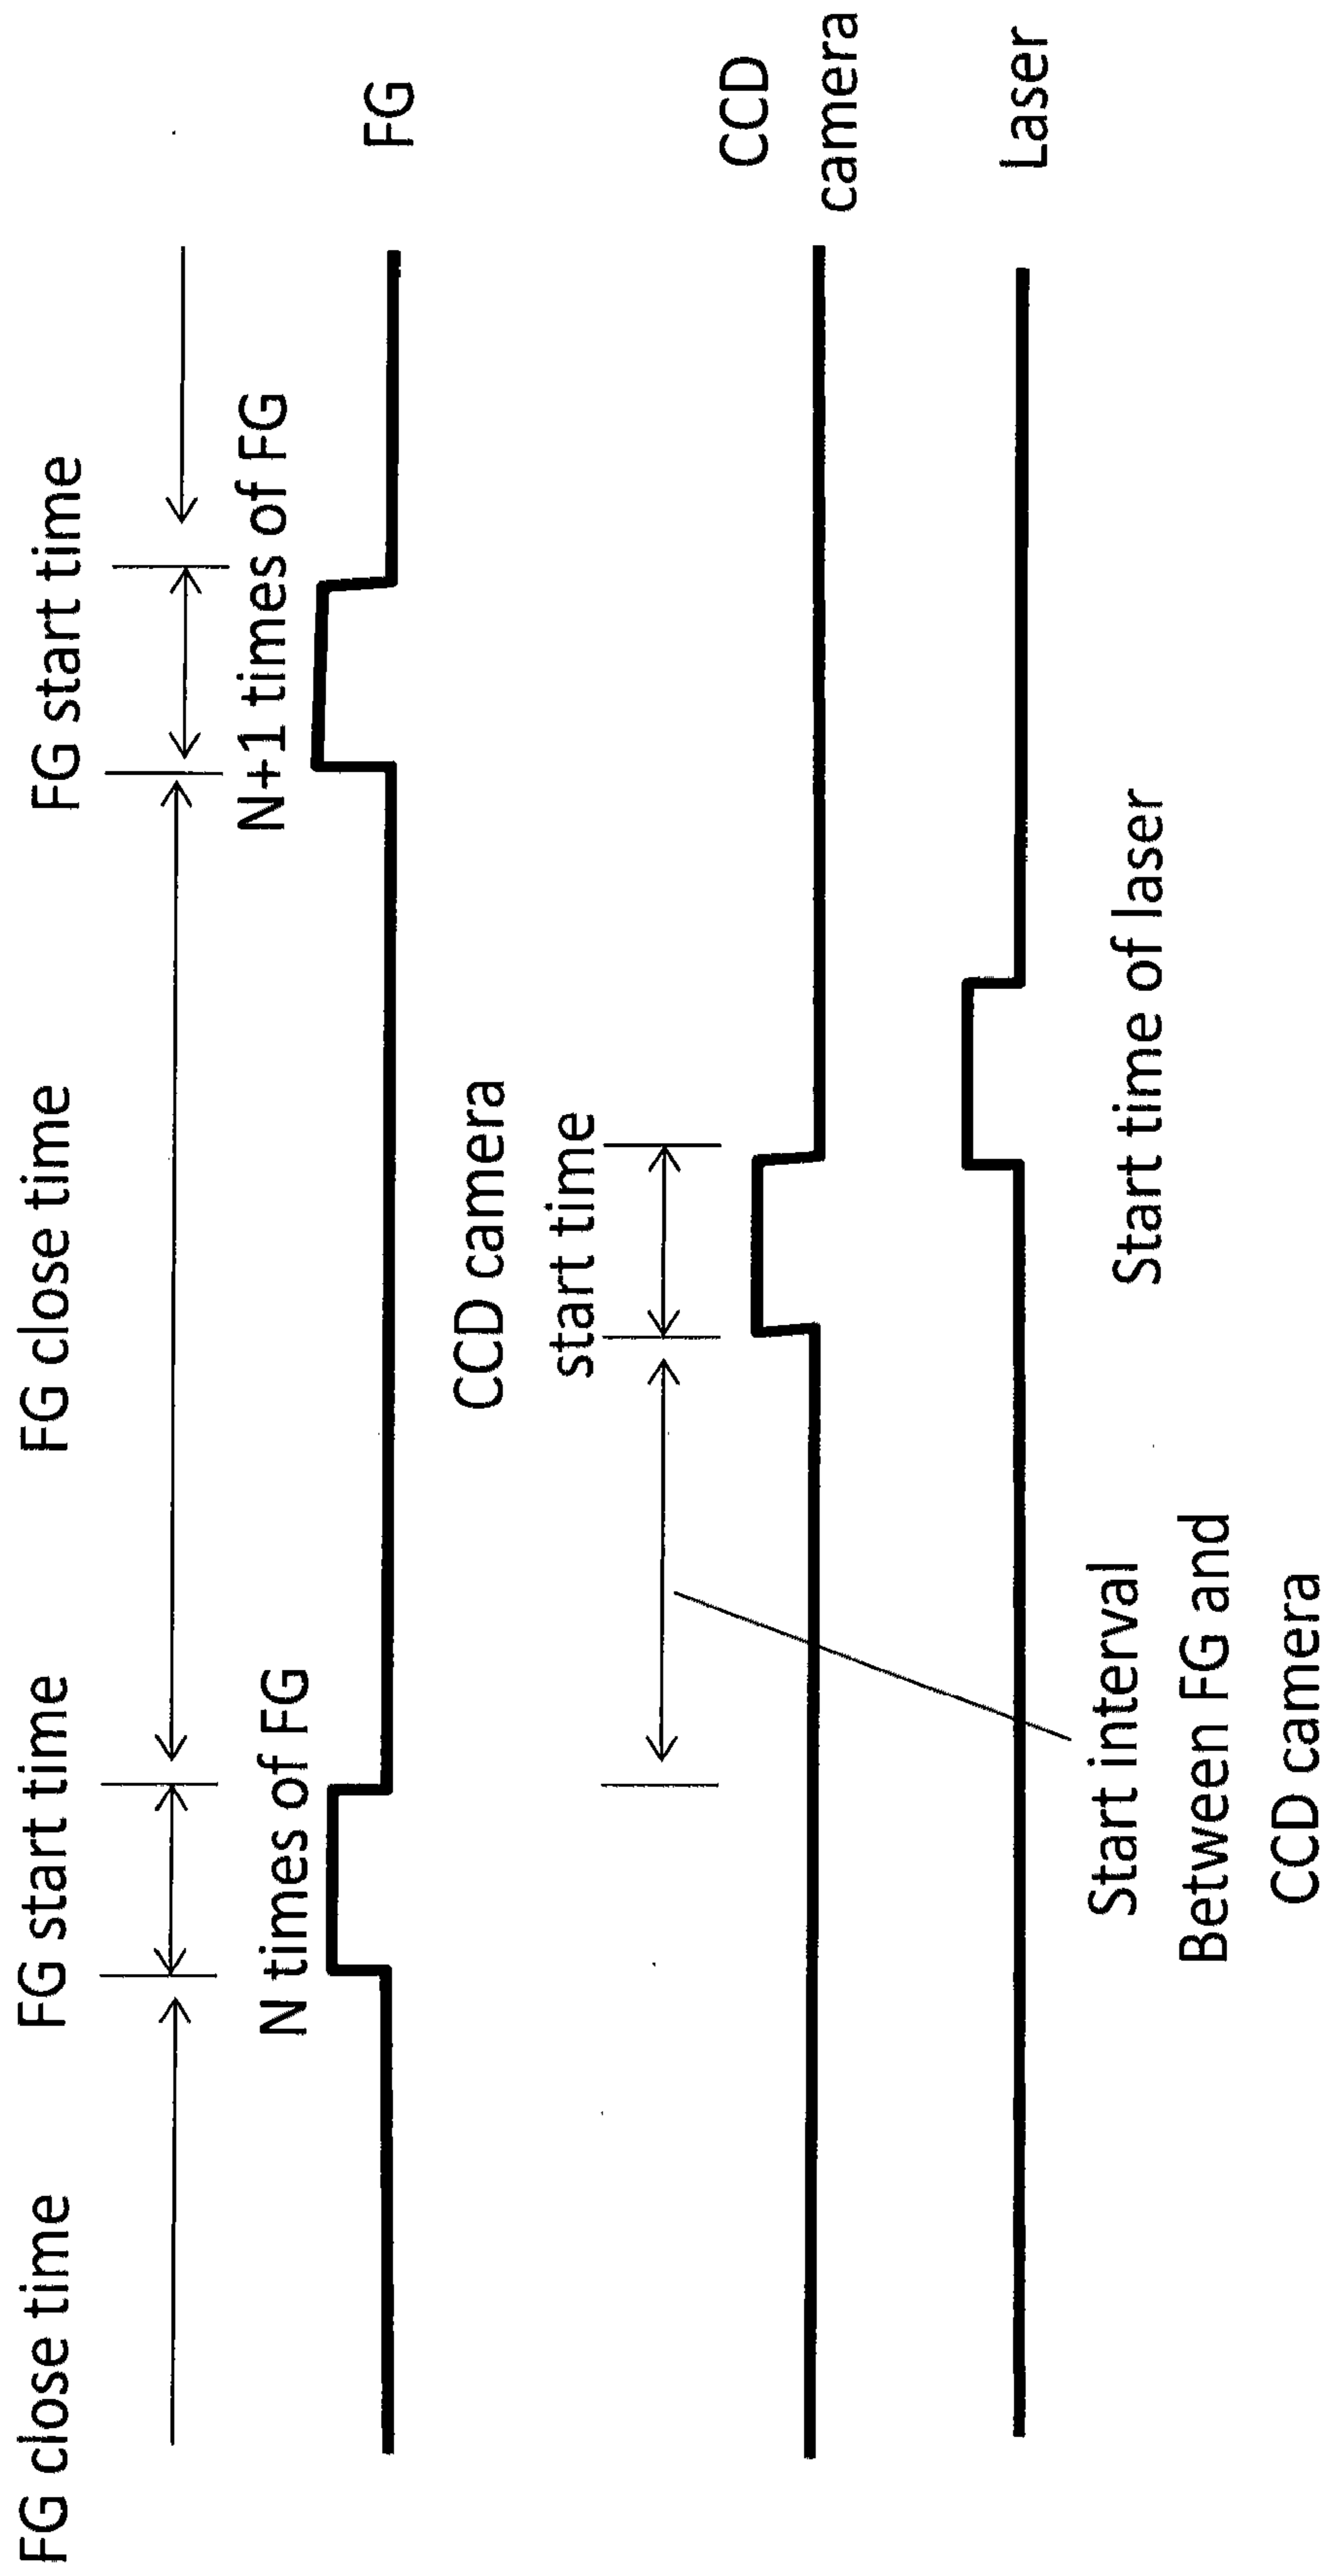 FG close time
FG start time
FG close time
FG start time
N times of FG
N+1 times of FG
FG
CCD camera
start time
CCD
camera
Laser
Start interval
Between FG and
CCD camera
Start time of laser